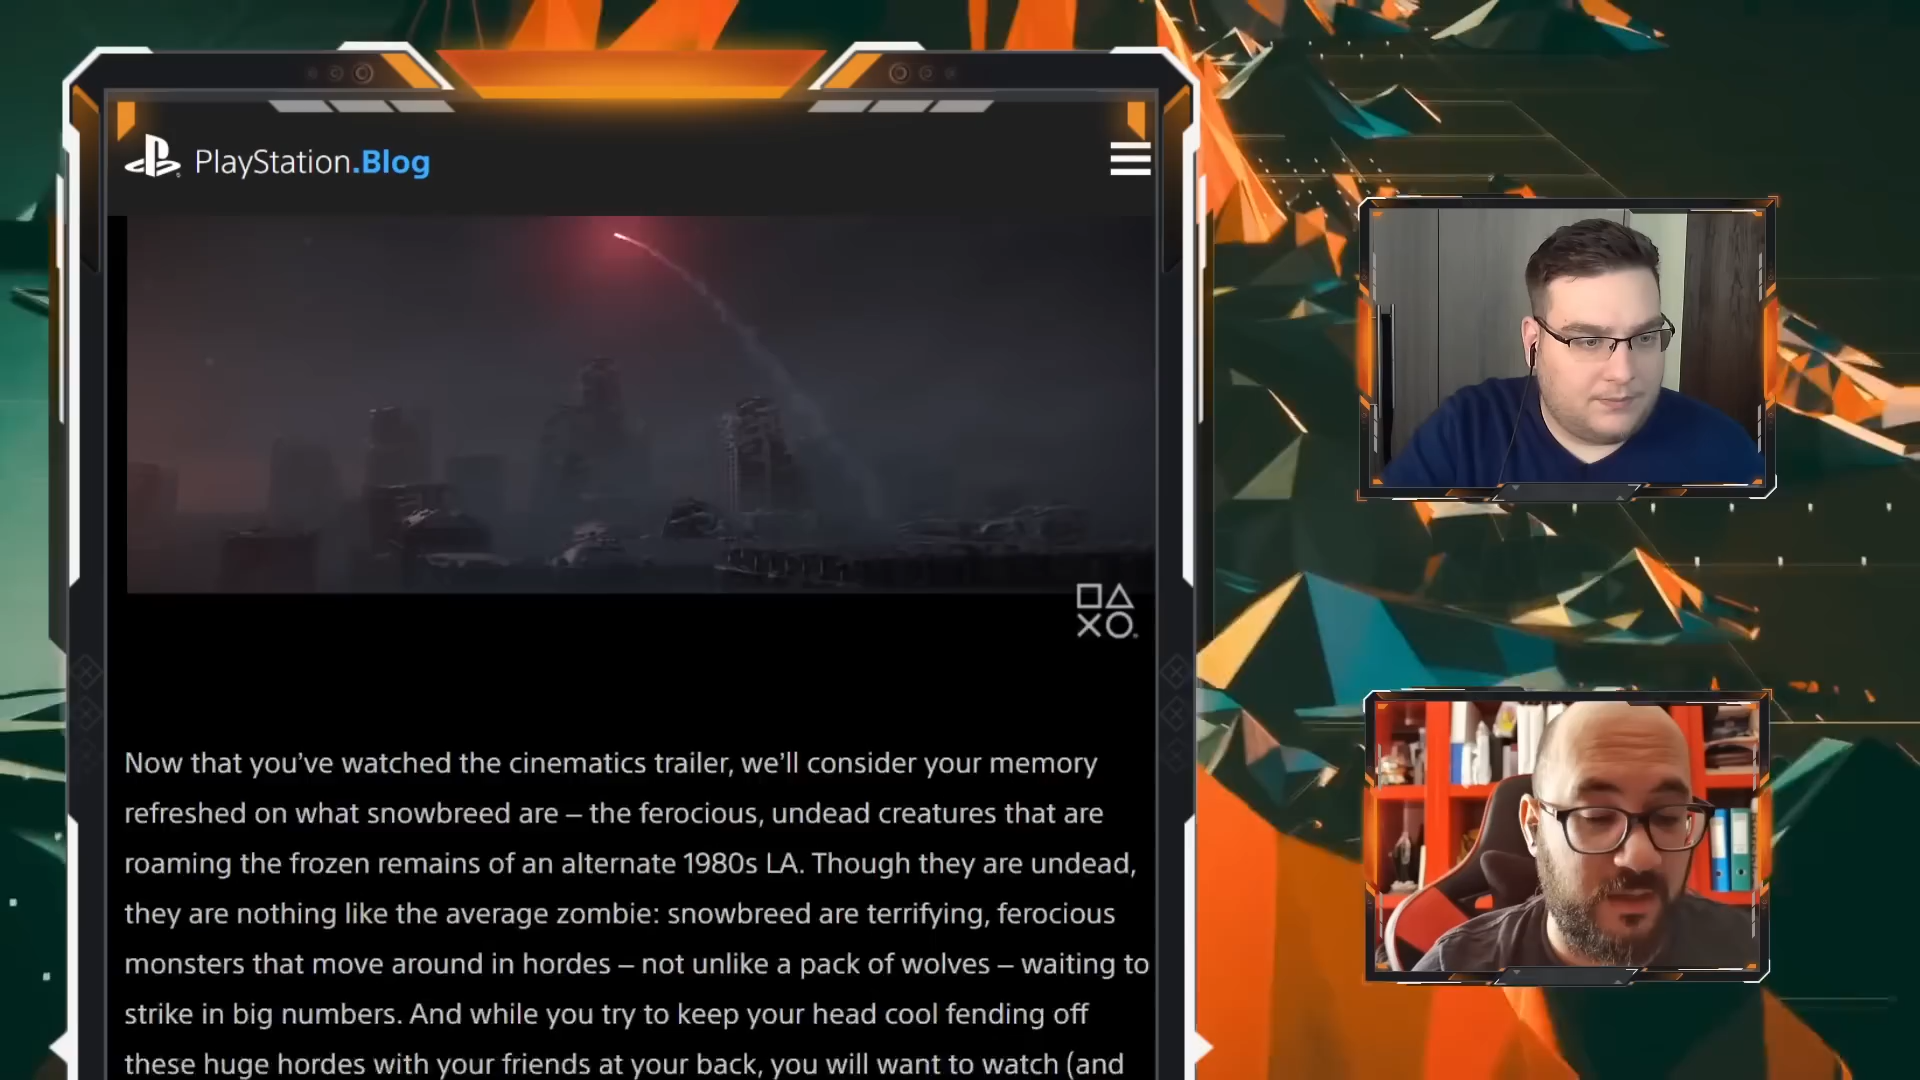 PlayStation.Blog
Now that you’ve watched the cinematics trailer, we’ll consider your memory
refreshed on what snowbreed are – the ferocious, undead creatures that are
roaming the frozen remains of an alternate 1980s LA. Though they are undead,
they are nothing like the average zombie: snowbreed are terrifying, ferocious
monsters that move around in hordes – not unlike a pack of wolves – waiting to
strike in big numbers. And while you try to keep your head cool fending off
these huge hordes with your friends at your back, you will want to watch (and